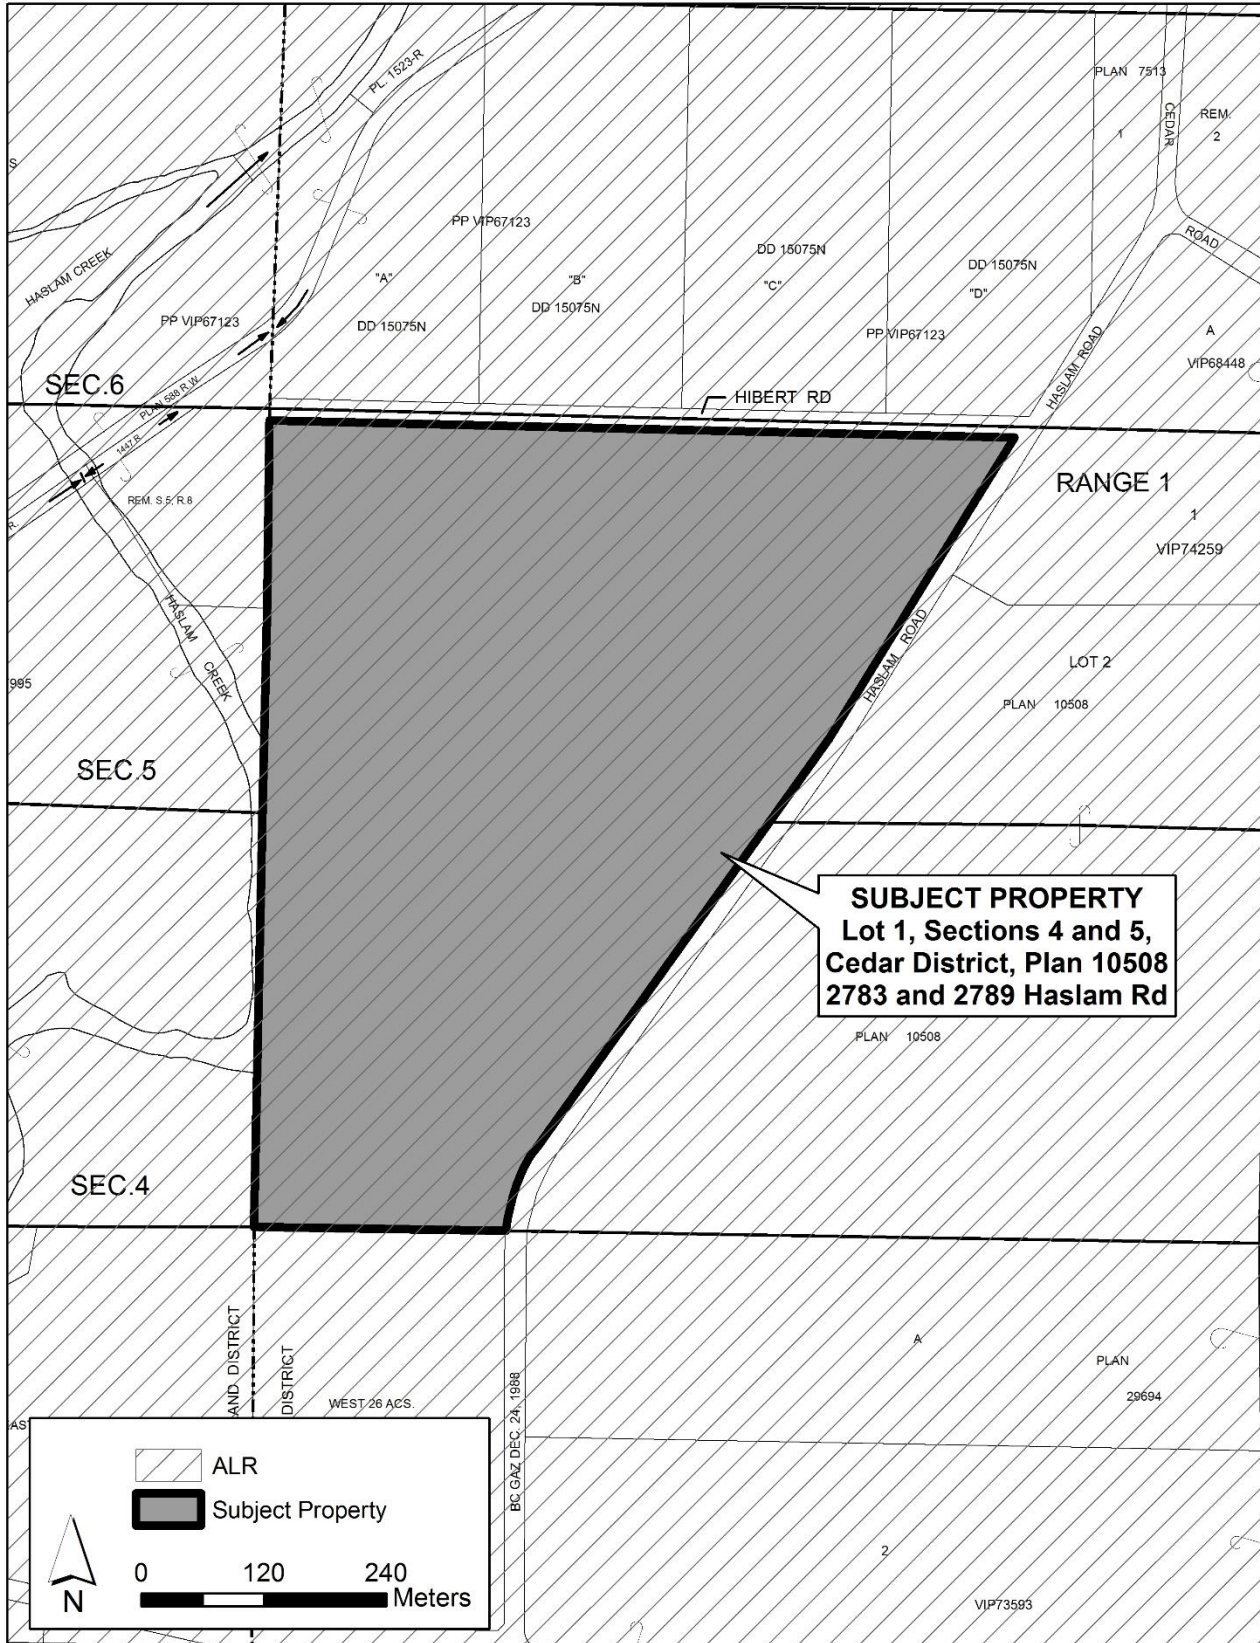 PL. 1523-R
PLAN 7513
1
CEDAR
REM.
2
S
ROAD
PP VIP67123
HASLAM CREEK
DD 15075N
DD 15075N
"A"
"B"
"C"
"D"
DD 15075N
PP VIP67123
DD 15075N
PP VIP67123
A
VIP68448
HASLAM ROAD
SEC.6
PLAN 588 R.W.
HIBERT RD
1447 R
RANGE 1
REM. S.5, R.8
1
R.
VIP74259
HASLAM
CREEK
HASLAM ROAD
LOT 2
995
PLAN 10508
SEC.5
SUBJECT PROPERTY
Lot 1, Sections 4 and 5,
Cedar District, Plan 10508
2783 and 2789 Haslam Rd
PLAN 10508
SEC.4
AND DISTRICT
DISTRICT
A
PLAN
29694
WEST 26 ACS.
BC GAZ DEC. 24, 1988
AS
ALR
Subject Property
2
0 120 240
Meters
N
VIP73593